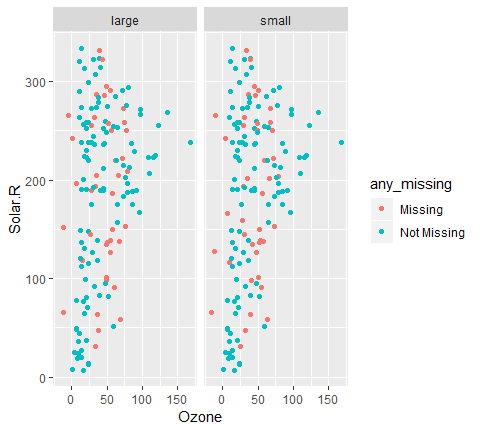 large small
Solar.R
300
200
100
0
0 50 100 150 0 50 100 150
Ozone
any_missing
Missing
Not Missing